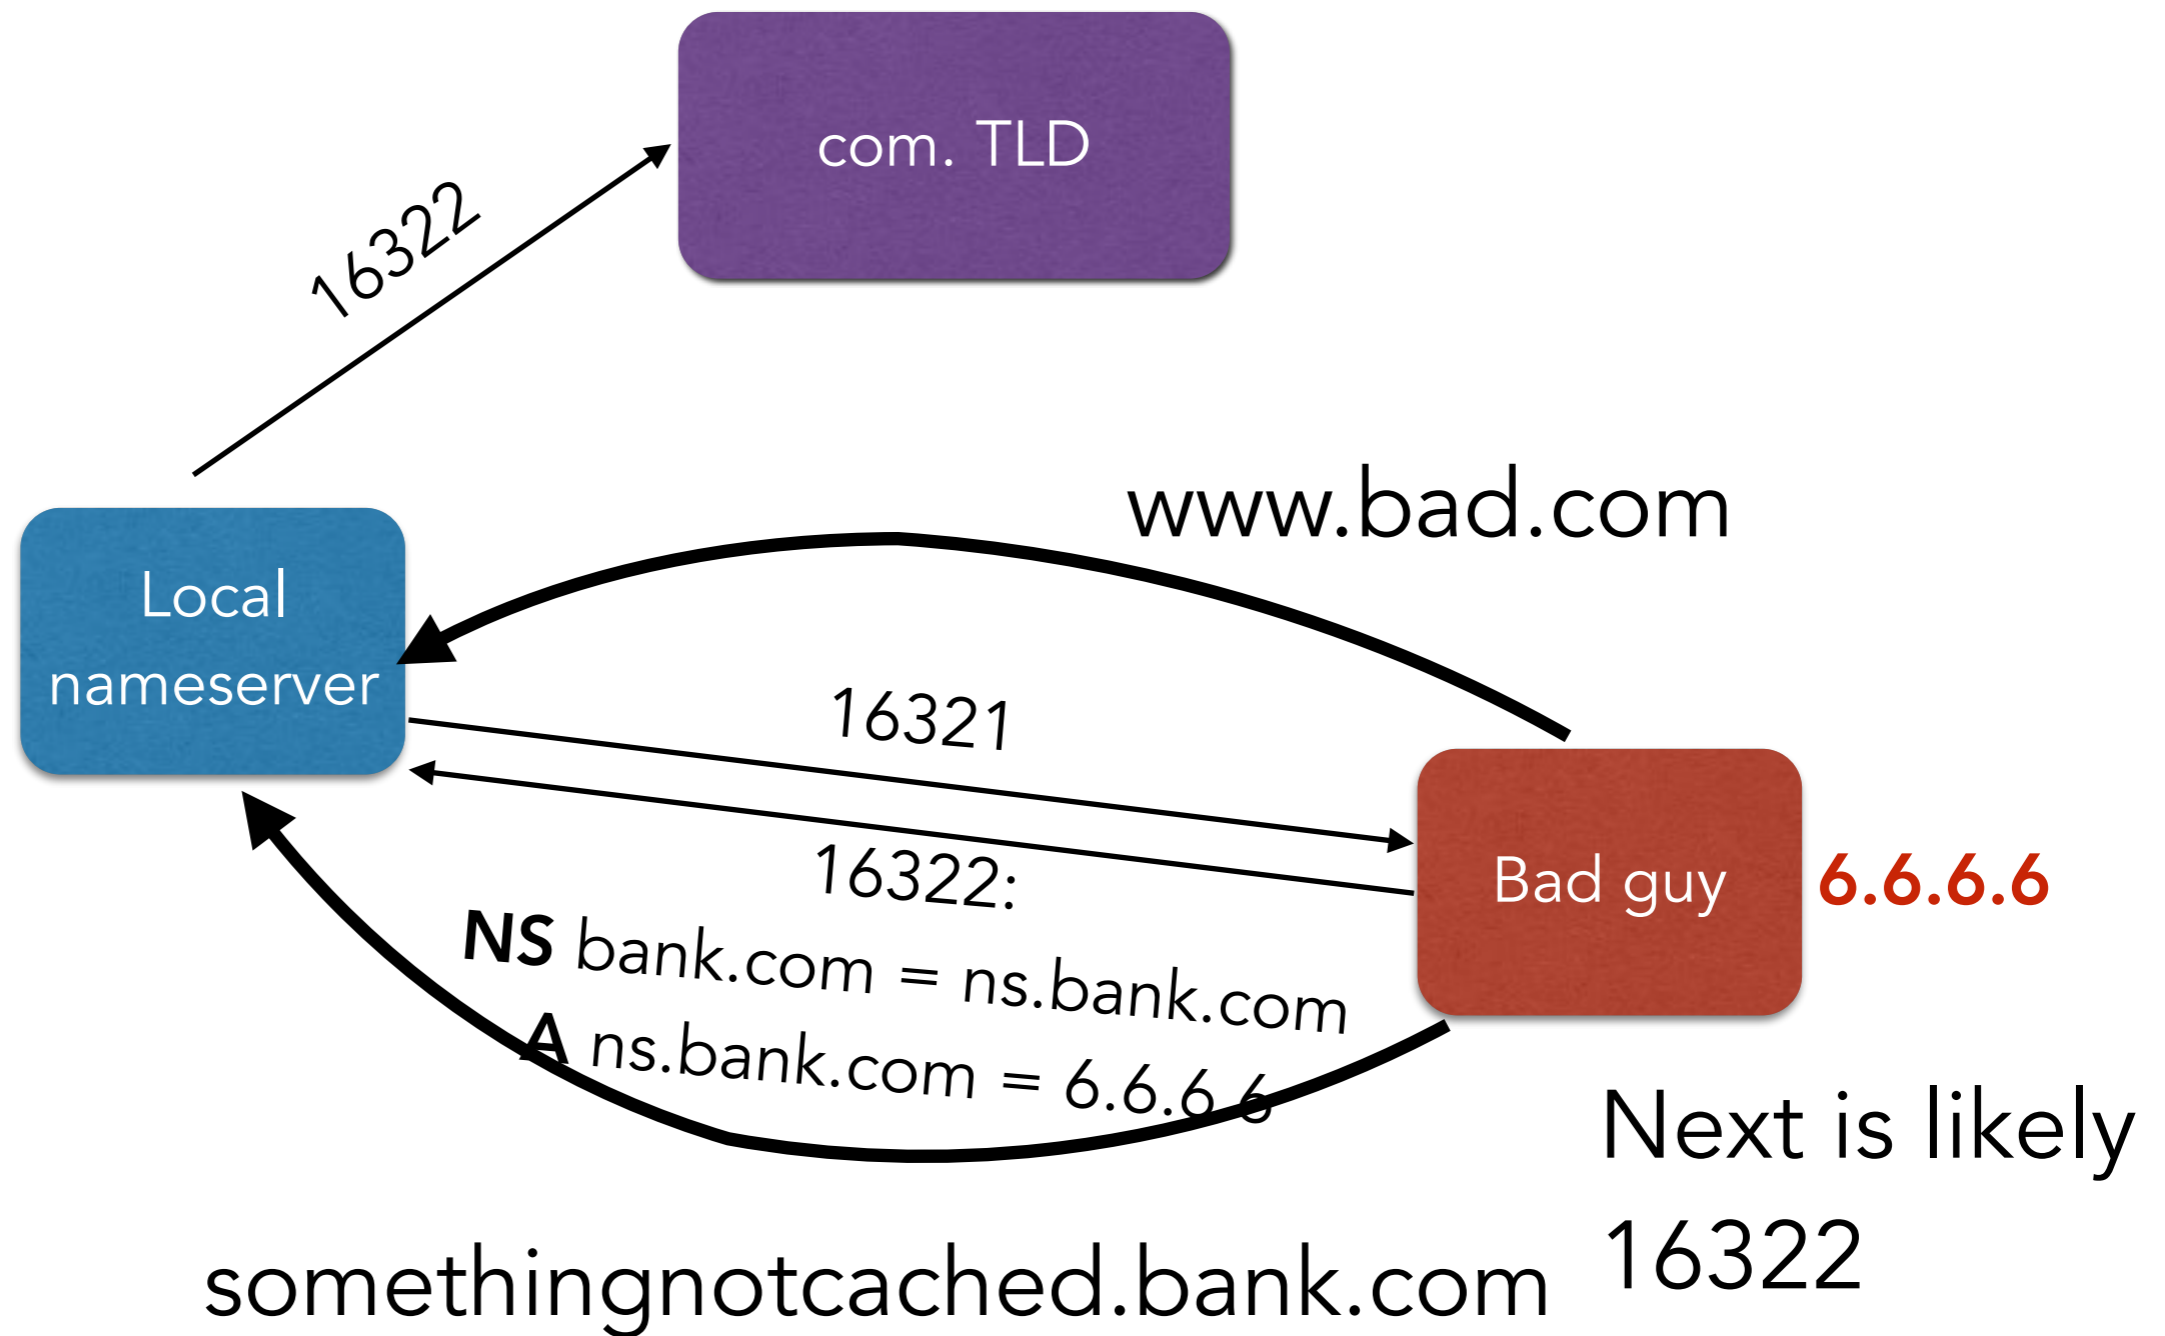 com. TLD
16322
www.bad.com
Local
nameserver
16321
16322:
NS bank.com = ns.bank.com
A ns.bank.com = 6.6.6.6
Bad guy
6.6.6.6
Next is likely
16322
somethingnotcached.bank.com